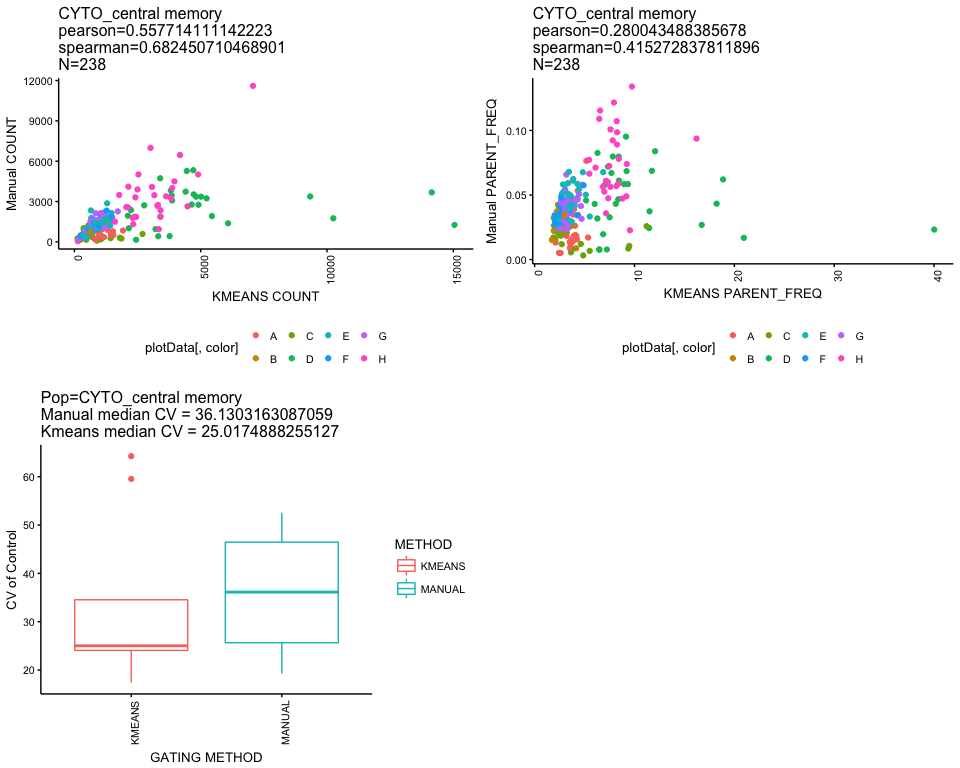 CYTO_central memory
pearson=0.557714111142223
spearman=0.682450710468901
N=238
12000
9000
6000
3000
0
Manual COUNT
0
50000
100000
150000
KMEANS COUNT
plotData[, color]
A
C
E
G
B
D
F
H
CYTO_central memory
pearson=0.280043488385678
spearman=0.415272837811896
N=238
0.10
0.05
0.00
Manual PARENT_FREQ
0
10
20
30
40
KMEANS PARENT_FREQ
plotData[, color]
A
C
E
G
B
D
F
H
Pop=CYTO_central memory
Manual median CV = 36.1303163087059
Kmeans median CV = 25.0174888255127
60
50
40
30
20
CV of Control
KMEANS
MANUAL
GATING METHOD
METHOD
KMEANS
MANUAL